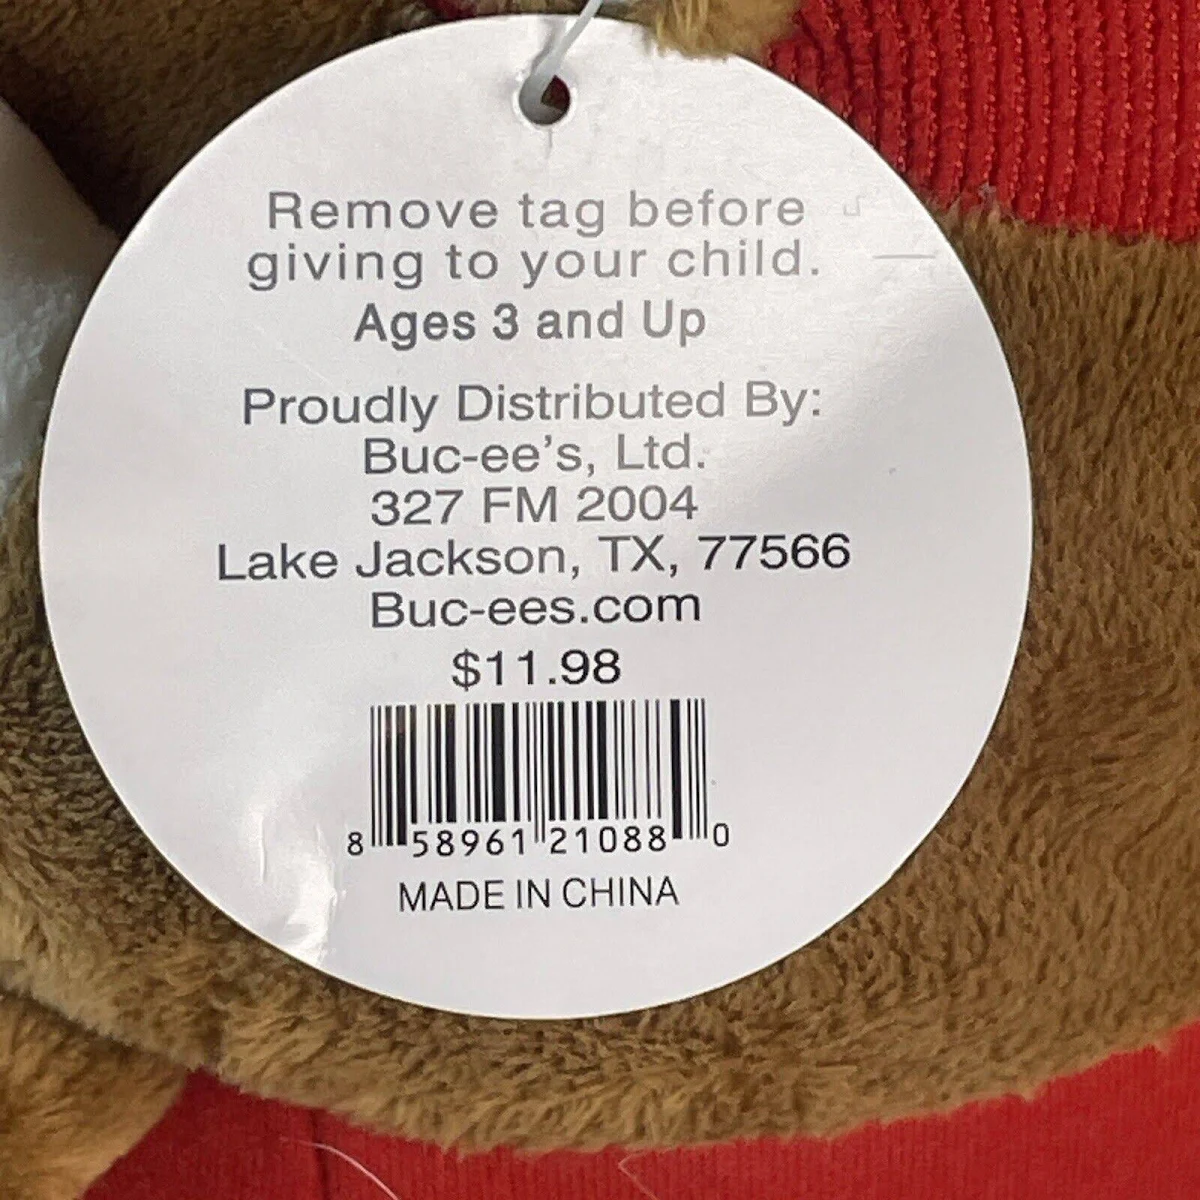 Remove tag before
giving to your child.
Ages 3 and Up
Proudly Distributed By:
Buc-ee's, Ltd.
327 FM 2004
Lake Jackson, TX, 77566
Buc-ees.com
$11.98
8 58961 21088 0
MADE IN CHINA